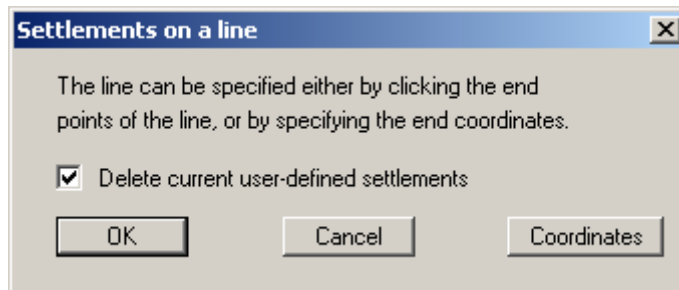 Settlements on a line
The line can be specified either by clicking the end
points of the line, or by specifying the end coordinates.
Delete current user-defined settlements
OK Cancel Coordinates